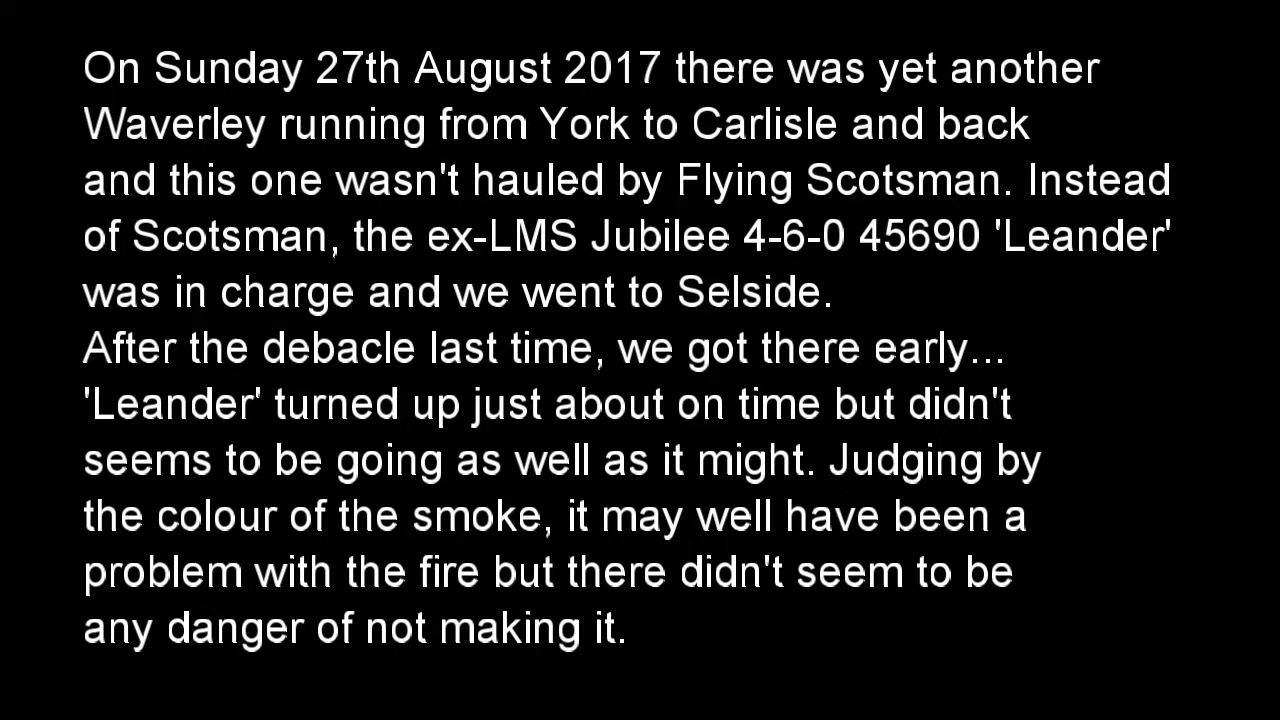 On Sunday 27th August 2017 there was yet another
Waverley running from York to Carlisle and back
and this one wasn't hauled by Flying Scotsman. Instead
of Scotsman, the ex-LMS Jubilee 4-6-0 45690 'Leander'
was in charge and we went to Selside.
After the debacle last time, we got there early...
'Leander' turned up just about on time but didn't
seems to be going as well as it might. Judging by
the colour of the smoke, it may well have been a
problem with the fire but there didn't seem to be
any danger of not making it.